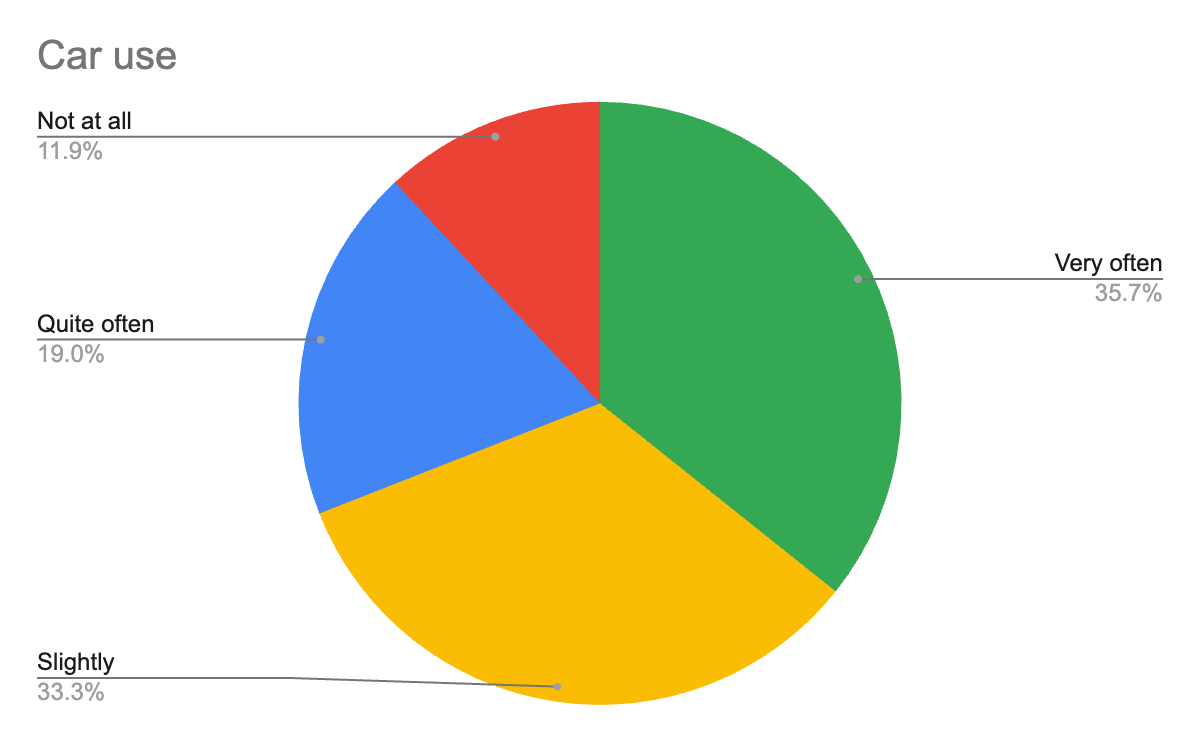 Car use
Not at all
11.9%
Very often
35.7%
Quite often
19.0%
Slightly
33.3%